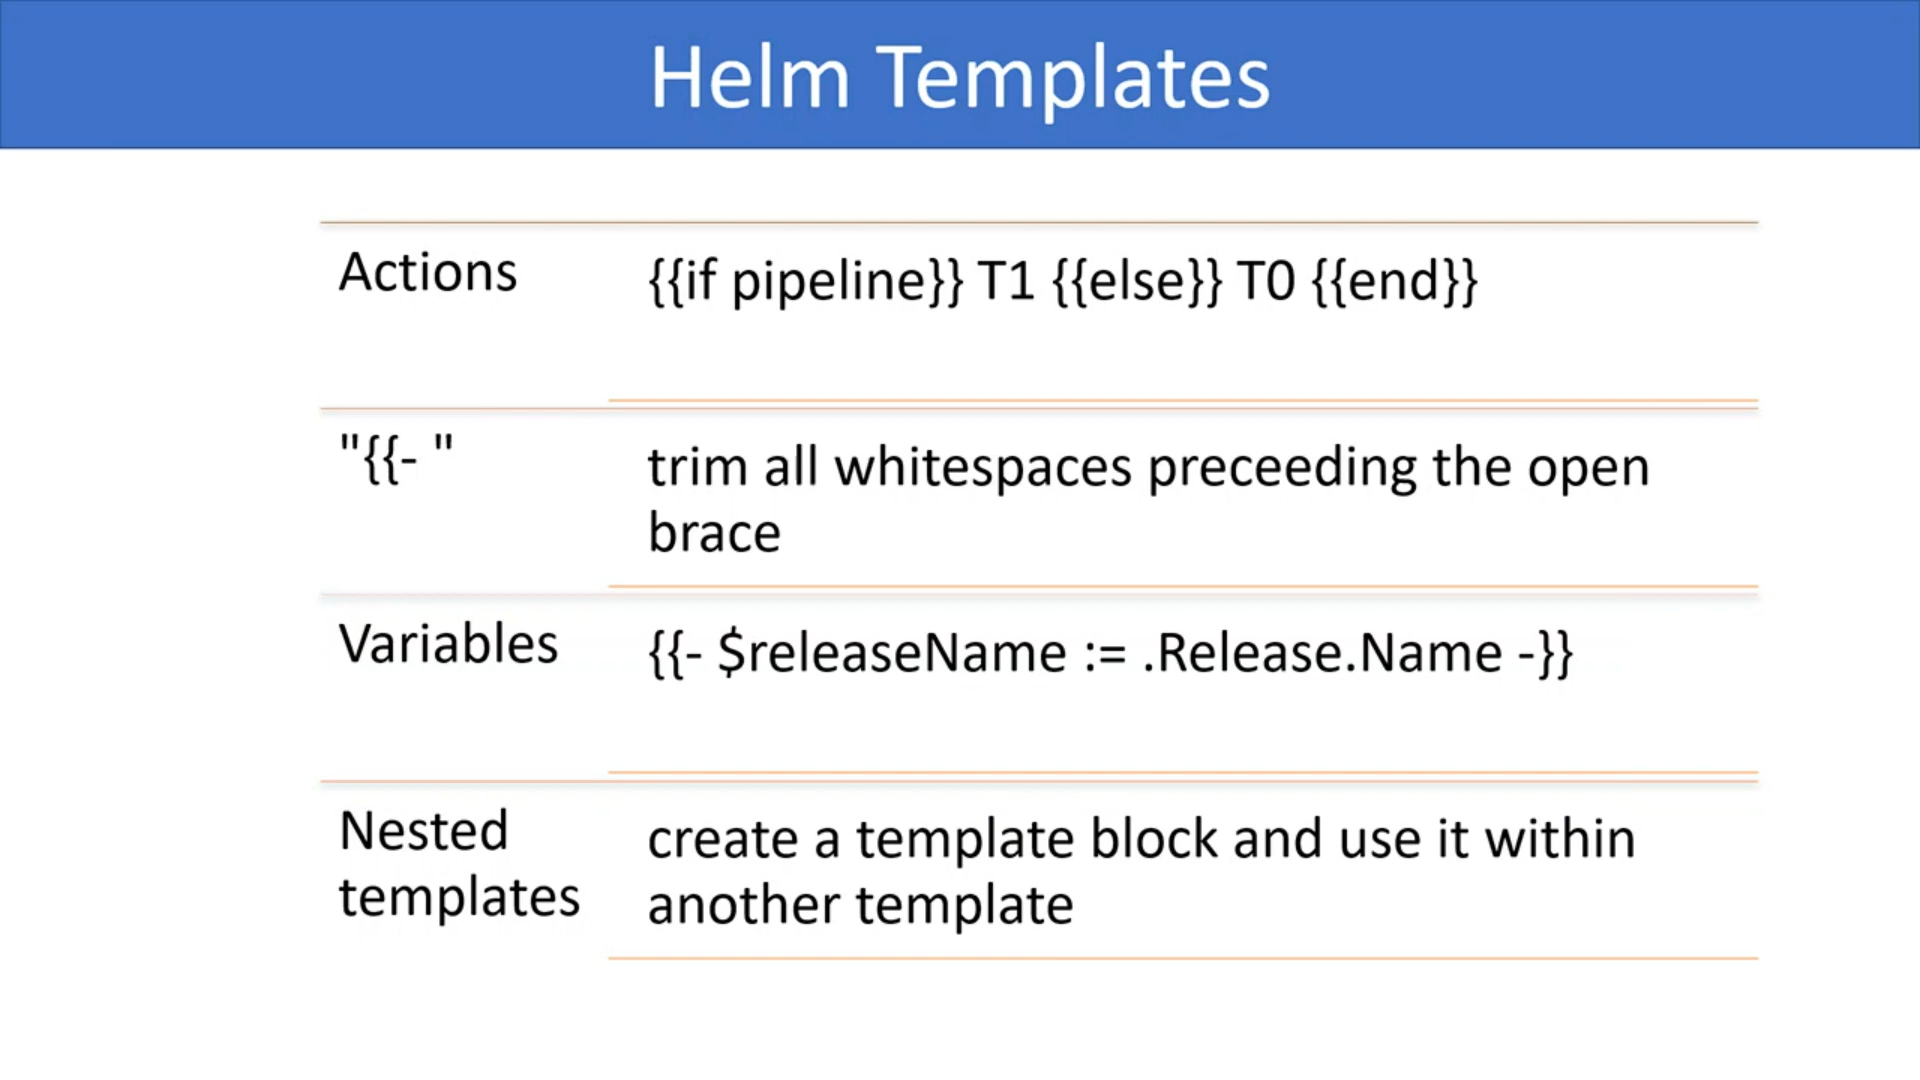 Helm Templates
Actions
{{if pipeline}} T1 {{else}} T0 {{end}}
"{{- "
trim all whitespaces preceeding the open
brace
Variables
{{- $releaseName := .Release.Name -}}
Nested
templates
create a template block and use it within
another template